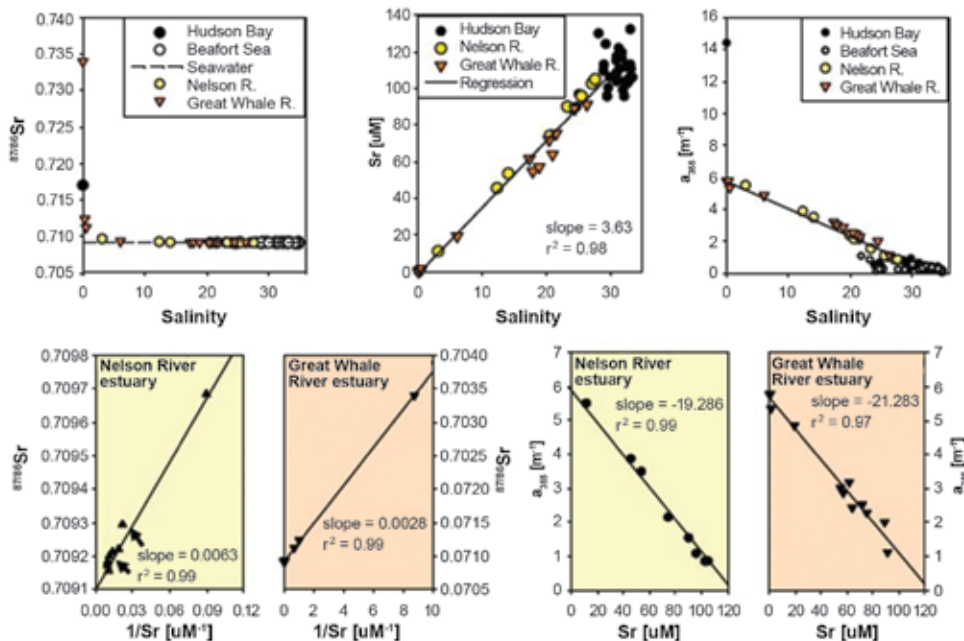 0.740
0.735
0.730
0.725
0.720
0.715
0.710
0.705
87/86Sr
0 10 20 30
Salinity
Hudson Bay
Beafort Sea
Seawater
Nelson R.
Great Whale R.
140
120
100
80
60
40
20
0
Sr [uM]
0 10 20 30
Salinity
Hudson Bay
Nelson R.
Great Whale R.
Regression
slope = 3.63
r² = 0.98
16
14
12
10
8
6
4
2
0
[m⁻¹]
0 10 20 30
Salinity
Hudson Bay
Beafort Sea
Nelson R.
Great Whale R.
0.7098
0.7097
0.7096
0.7095
0.7094
0.7093
0.7092
0.7091
87/86Sr
Nelson River
estuary
slope = 0.0063
r² = 0.99
0.00 0.03 0.06 0.09
1/Sr [uM⁻¹]
Great Whale
River estuary
slope = 0.0028
r² = 0.99
0 2 4 6 8 10
1/Sr [uM⁻¹]
0.7040
0.7035
0.7030
0.7025
0.0720
0.0715
0.0710
0.0705
87/86Sr
7
6
5
4
3
2
1
0
[m⁻¹]
Nelson River
estuary
slope = -19.286
r² = 0.99
0 20 40 60 80 100 120
Sr [uM]
Great Whale
River estuary
slope = -21.283
r² = 0.97
0 20 40 60 80 100 120
Sr [uM]
7
6
5
4
3
2
1
0
[m⁻¹]